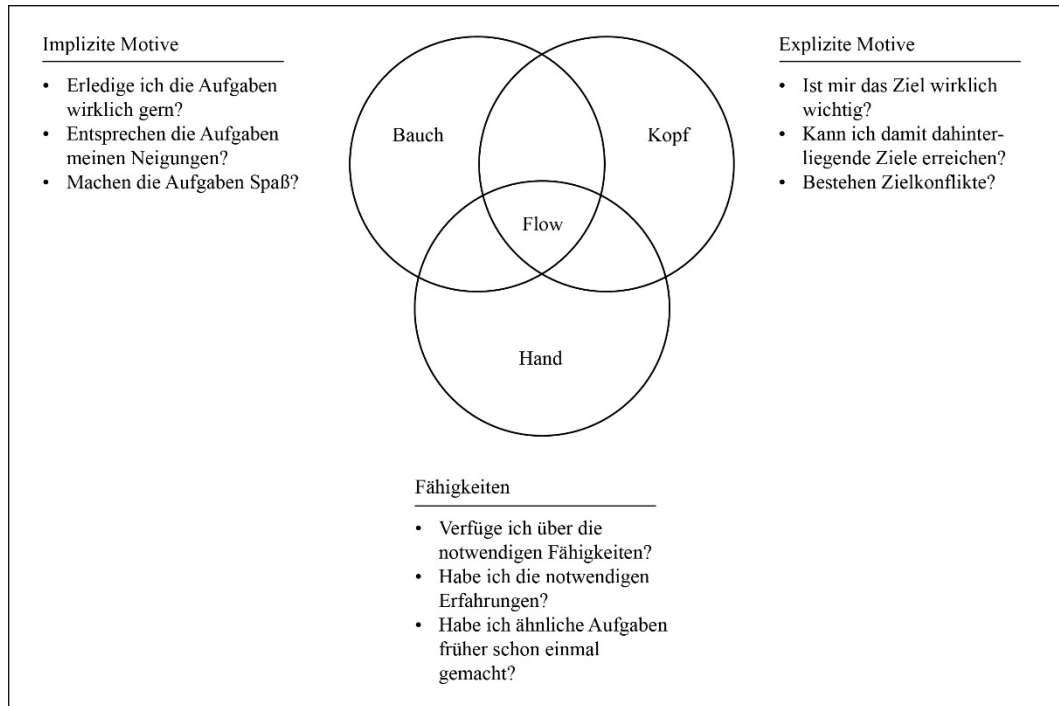 Implizite Motive
• Erledige ich die Aufgaben
wirklich gern?
• Entsprechen die Aufgaben
meinen Neigungen?
• Machen die Aufgaben Spaß?
Bauch
Kopf
Flow
Hand
Explizite Motive
• Ist mir das Ziel wirklich
wichtig?
• Kann ich damit dahinter-
liegende Ziele erreichen?
• Bestehen Zielkonflikte?
Fähigkeiten
• Verfüge ich über die
notwendigen Fähigkeiten?
• Habe ich die notwendigen
Erfahrungen?
• Habe ich ähnliche Aufgaben
früher schon einmal
gemacht?